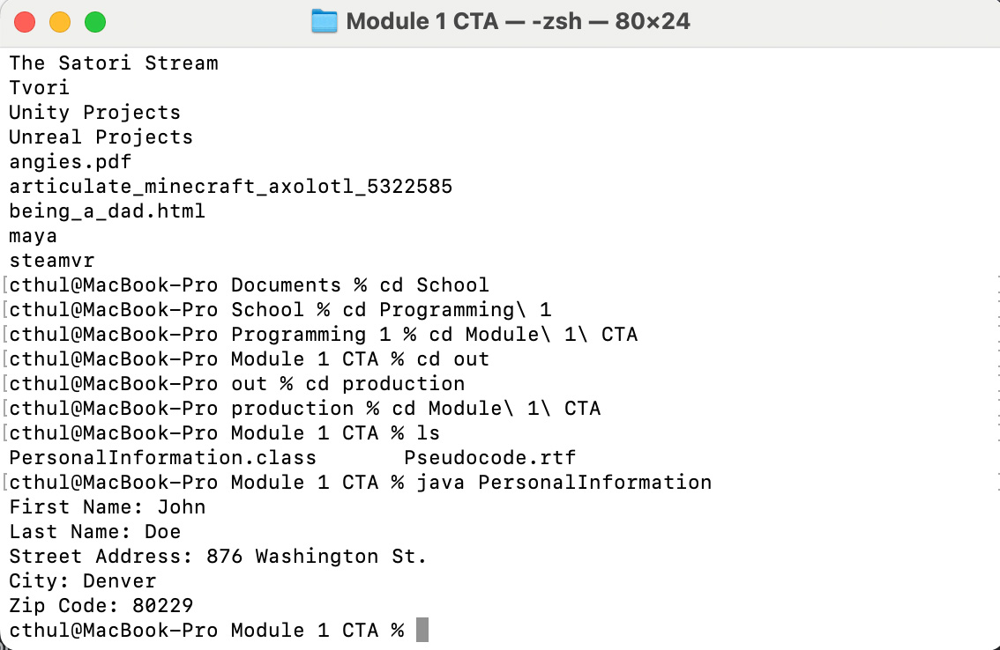 Module 1 CTA — -zsh — 80×24
The Satori Stream
Tvori
Unity Projects
Unreal Projects
angies.pdf
articulate_minecraft_axolotl_5322585
being_a_dad.html
maya
steamvr
[cthul@MacBook-Pro Documents % cd School
[cthul@MacBook-Pro School % cd Programming\ 1
[cthul@MacBook-Pro Programming 1 % cd Module\ 1\ CTA
[cthul@MacBook-Pro Module 1 CTA % cd out
[cthul@MacBook-Pro out % cd production
[cthul@MacBook-Pro production % cd Module\ 1\ CTA
[cthul@MacBook-Pro Module 1 CTA % ls
PersonalInformation.class       Pseudocode.rtf
[cthul@MacBook-Pro Module 1 CTA % java PersonalInformation
First Name: John
Last Name: Doe
Street Address: 876 Washington St.
City: Denver
Zip Code: 80229
cthul@MacBook-Pro Module 1 CTA %